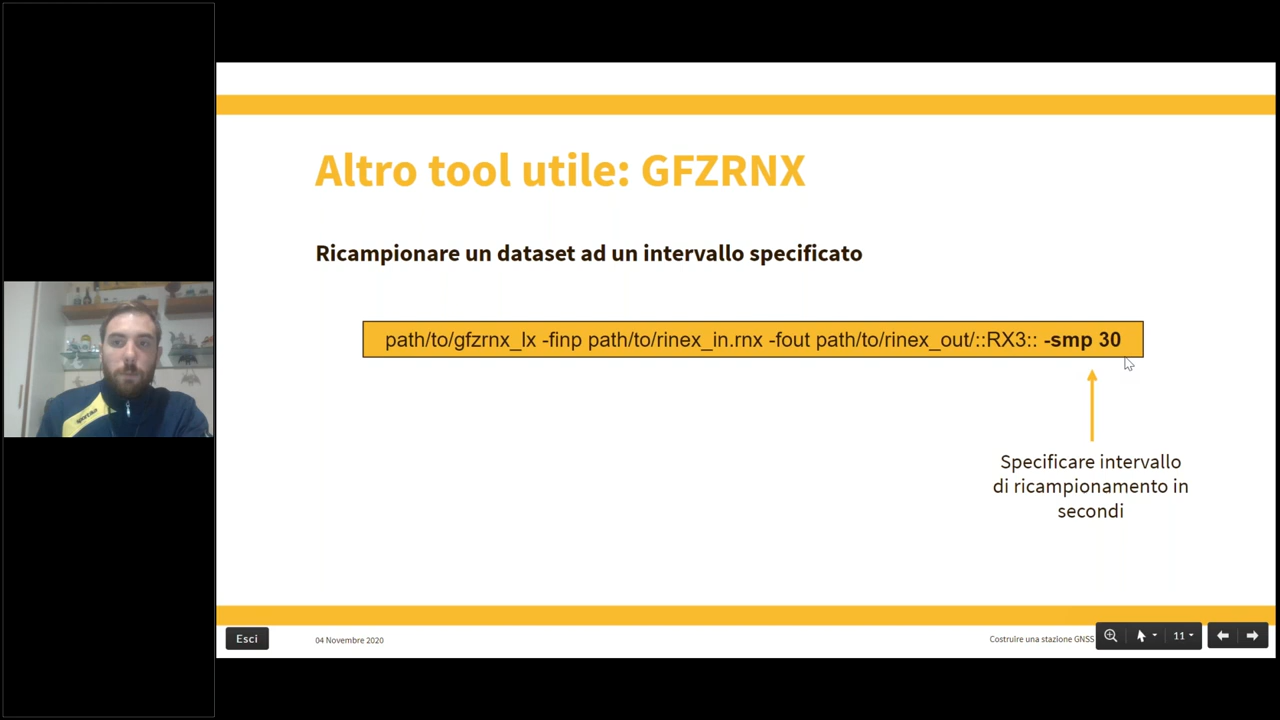 Altro tool utile: GFZRNX
Ricampionare un dataset ad un intervallo specificato
path/to/gfzrnx_lx -finp path/to/rinex_in.rnx -fout path/to/rinex_out/::RX3:: -smp 30
Specificare intervallo
di ricampionamento in
secondi
Esci
04 Novembre 2020
Costruire una stazione GNSS
11